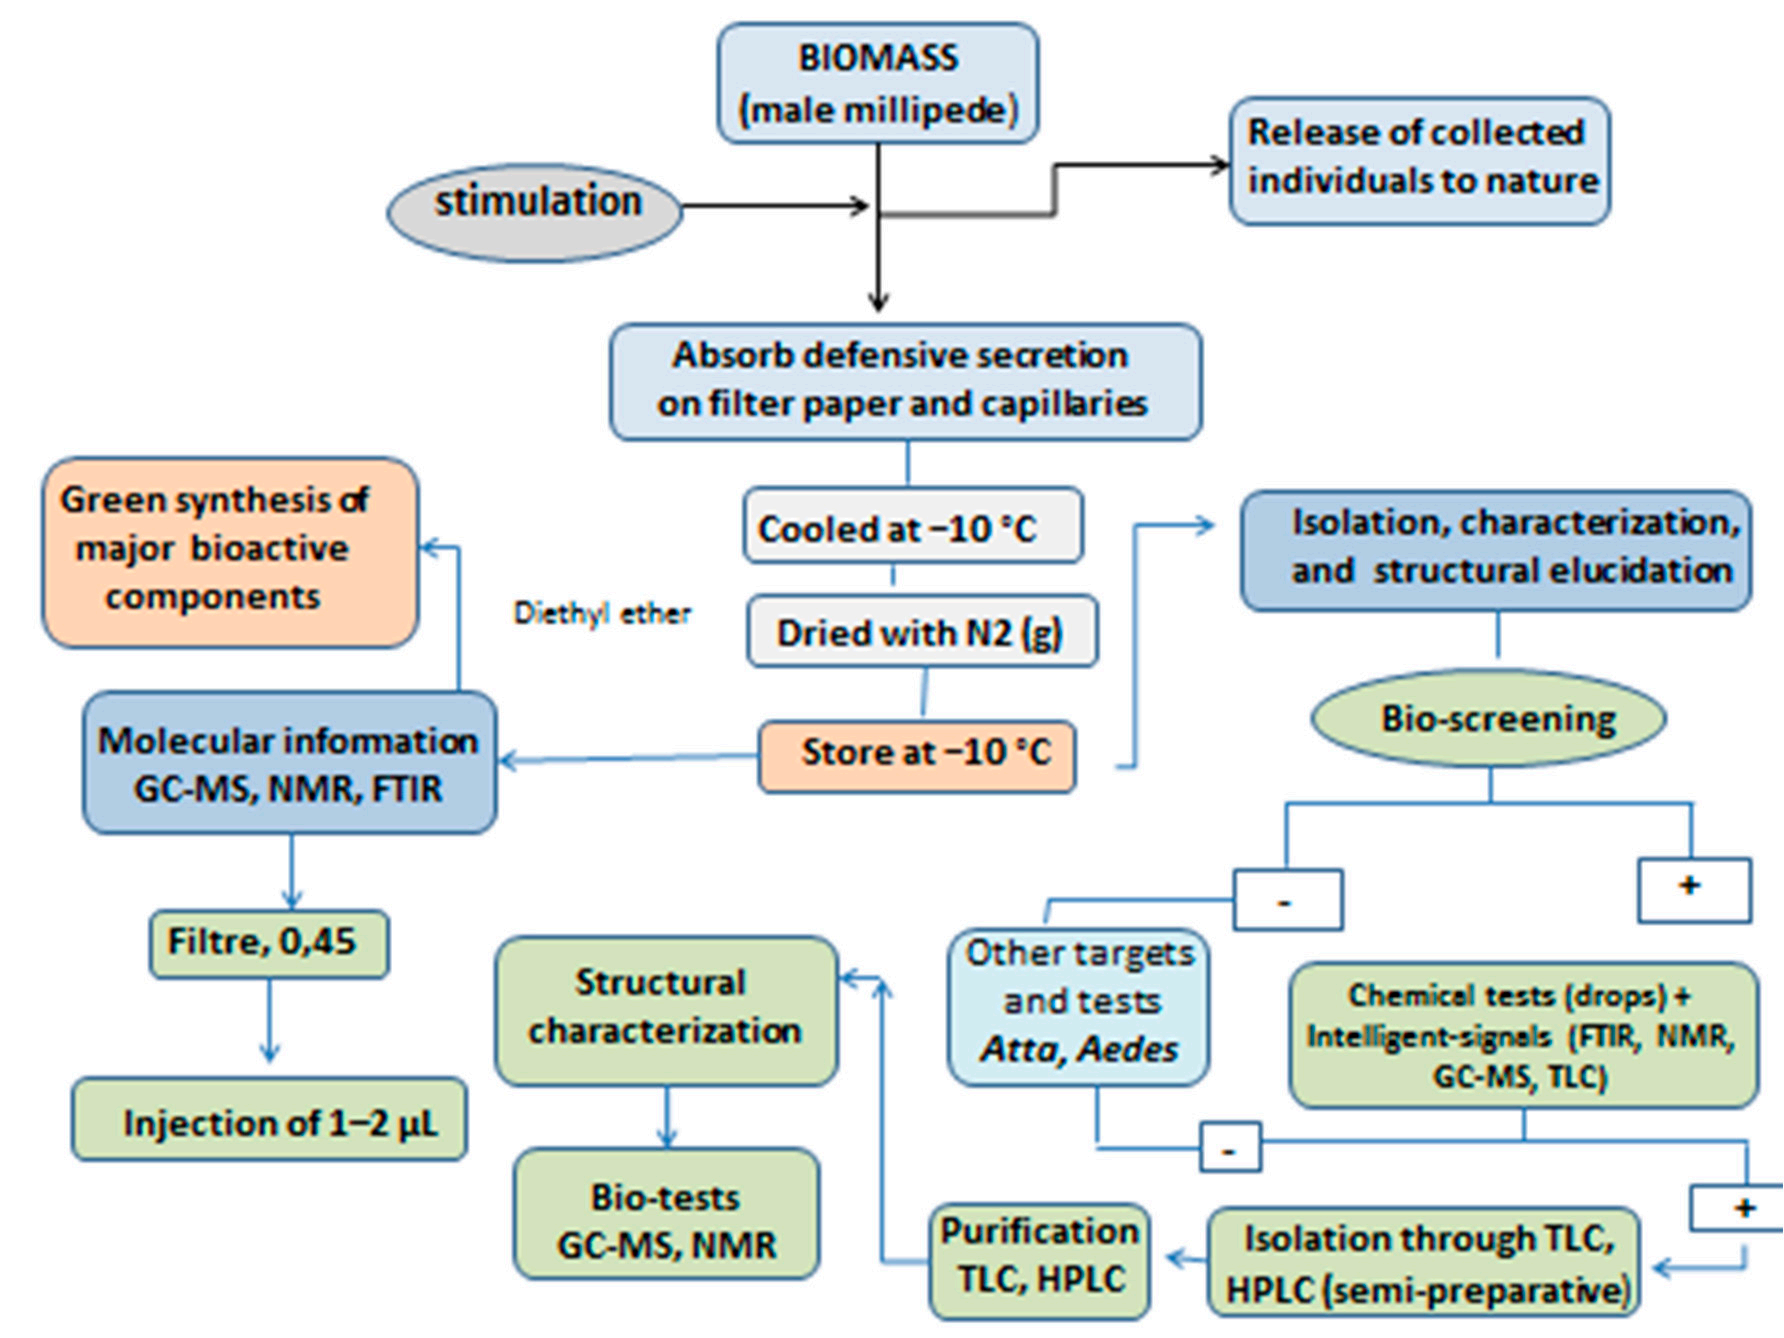 BIOMASS
(male millipede)
Release of collected
individuals to nature
stimulation
Absorb defensive secretion
on filter paper and capillaries
Green synthesis of
major bioactive
components
Cooled at −10 °C
Isolation, characterization,
and structural elucidation
Diethyl ether
Dried with N2 (g)
Molecular information
GC-MS, NMR, FTIR
Store at −10 °C
Bio-screening
-
+
Filtre, 0,45
Structural
characterization
Other targets
and tests
Atta, Aedes
Chemical tests (drops) +
Intelligent-signals (FTIR, NMR,
GC-MS, TLC)
Injection of 1−2 µL
-
+
Bio-tests
GC-MS, NMR
Purification
TLC, HPLC
Isolation through TLC,
HPLC (semi-preparative)